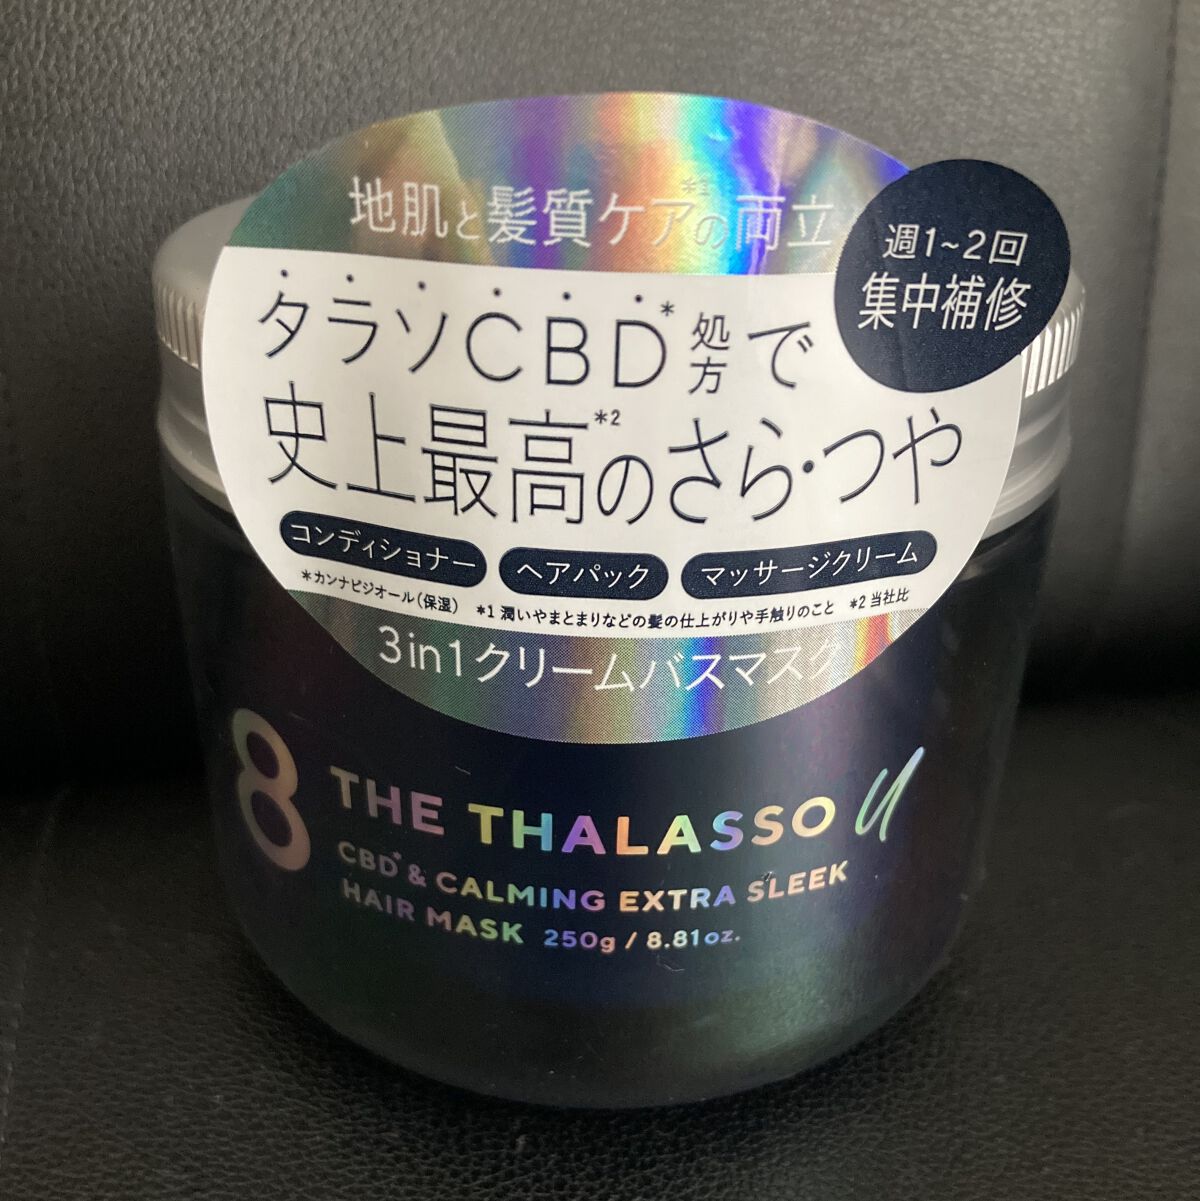 地肌と髪質ケア*1の両立
週1~2回
集中補修
タラソCBD*処方で
史上最高*2のさら・つや
コンディショナー ヘアパック マッサージクリーム
*カンナビジオール(保湿) *1 潤いやまとまりなどの髪の仕上がりや手触りのこと *2 当社比
3in1クリームバスマスク
8 THE THALASSO u
CBD* & CALMING EXTRA SLEEK
HAIR MASK 250g / 8.81oz.